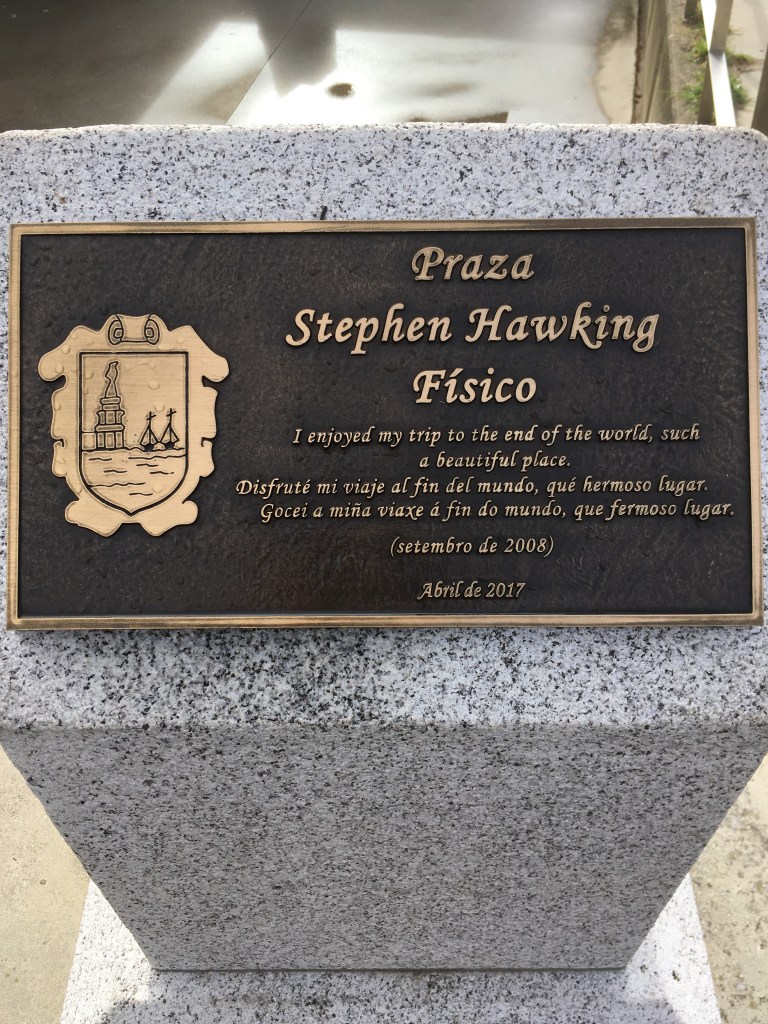 Praza
Stephen Hawking
Físico
I enjoyed my trip to the end of the world, such
a beautiful place.
Disfruté mi viaje al fin del mundo, qué hermoso lugar.
Gocei a miña viaxe á fin do mundo, que fermoso lugar.
(setembro de 2008)
Abril de 2017